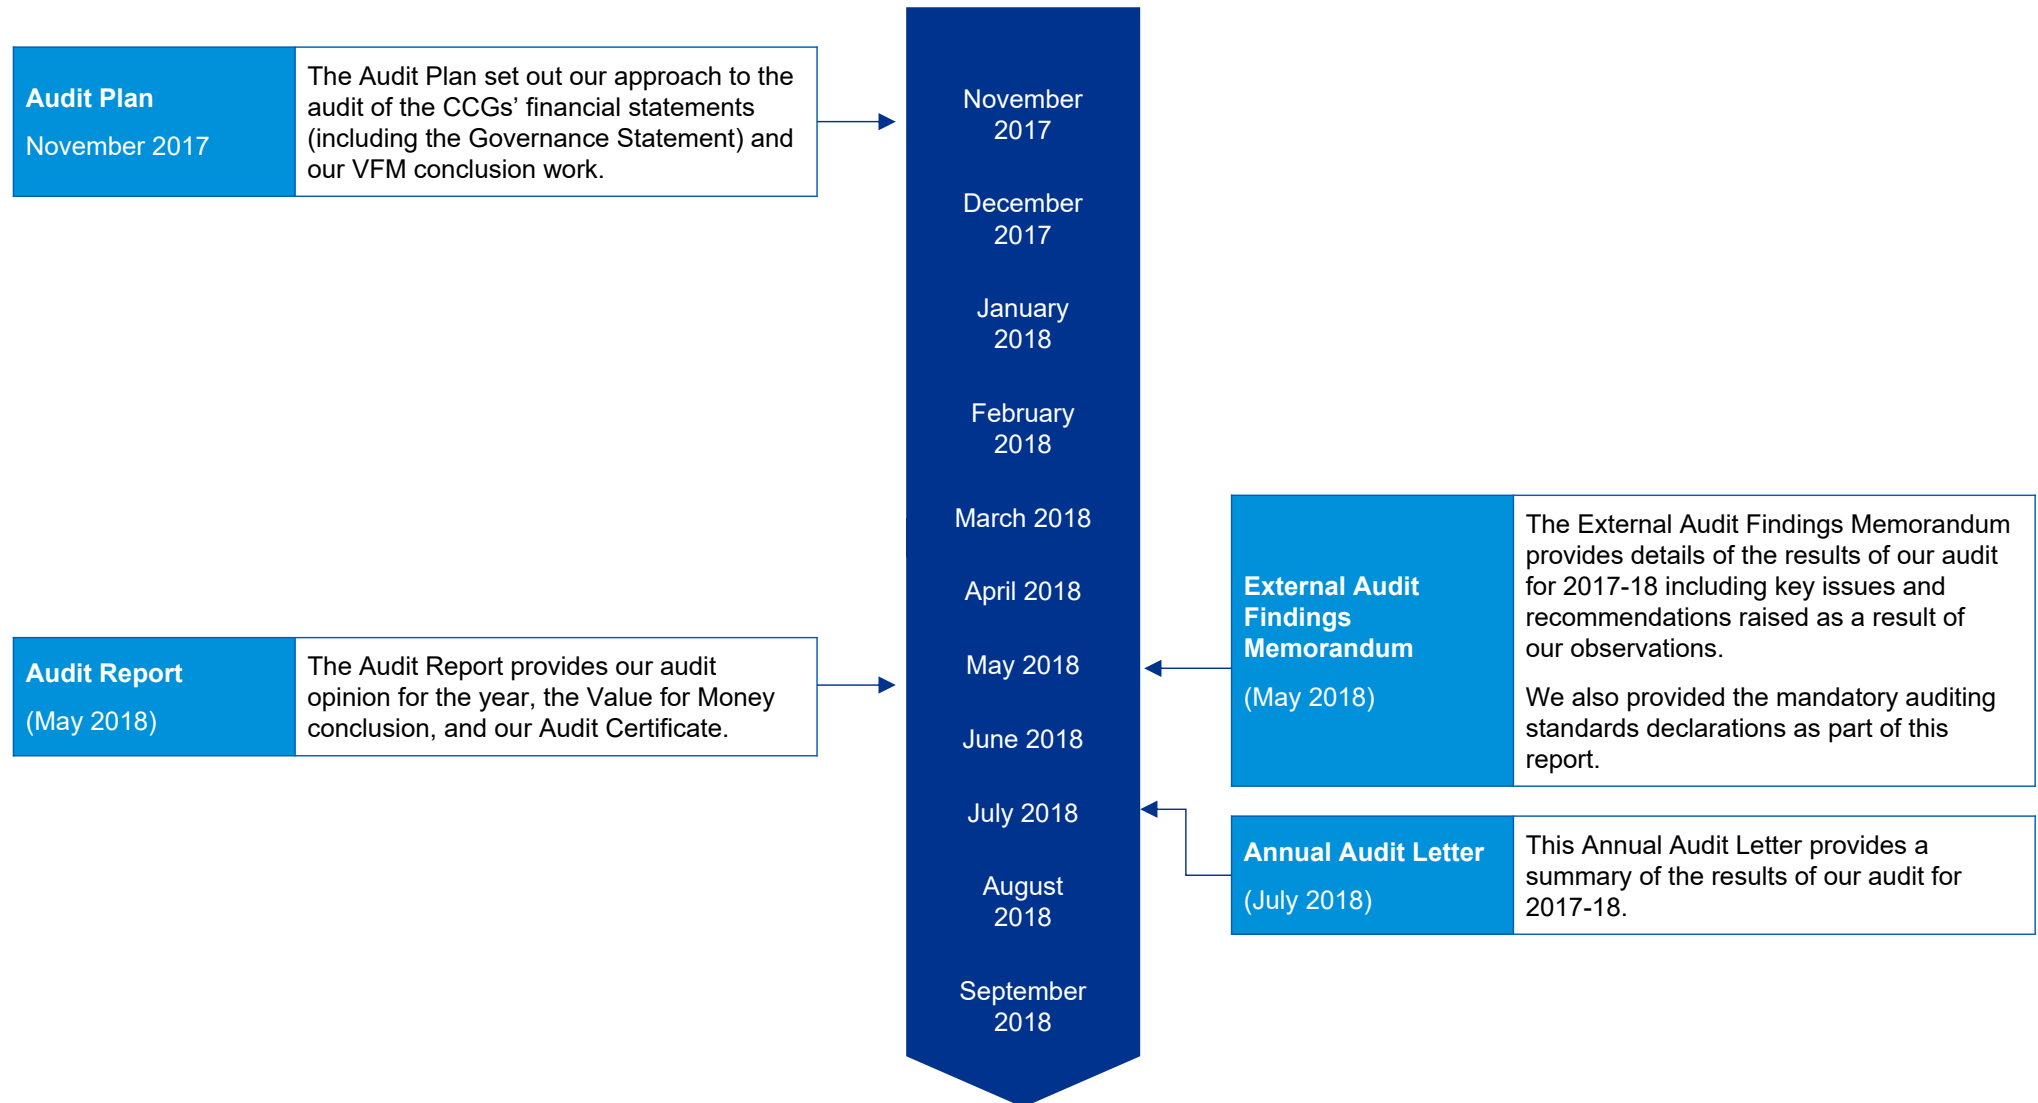 Audit Plan
November 2017
The Audit Plan set out our approach to the
audit of the CCGs’ financial statements
(including the Governance Statement) and
our VFM conclusion work.
Audit Report
(May 2018)
The Audit Report provides our audit
opinion for the year, the Value for Money
conclusion, and our Audit Certificate.
November
2017
December
2017
January
2018
February
2018
March 2018
April 2018
May 2018
June 2018
July 2018
August
2018
September
2018
External Audit
Findings
Memorandum
(May 2018)
The External Audit Findings Memorandum
provides details of the results of our audit
for 2017-18 including key issues and
recommendations raised as a result of
our observations.
We also provided the mandatory auditing
standards declarations as part of this
report.
Annual Audit Letter
(July 2018)
This Annual Audit Letter provides a
summary of the results of our audit for
2017-18.